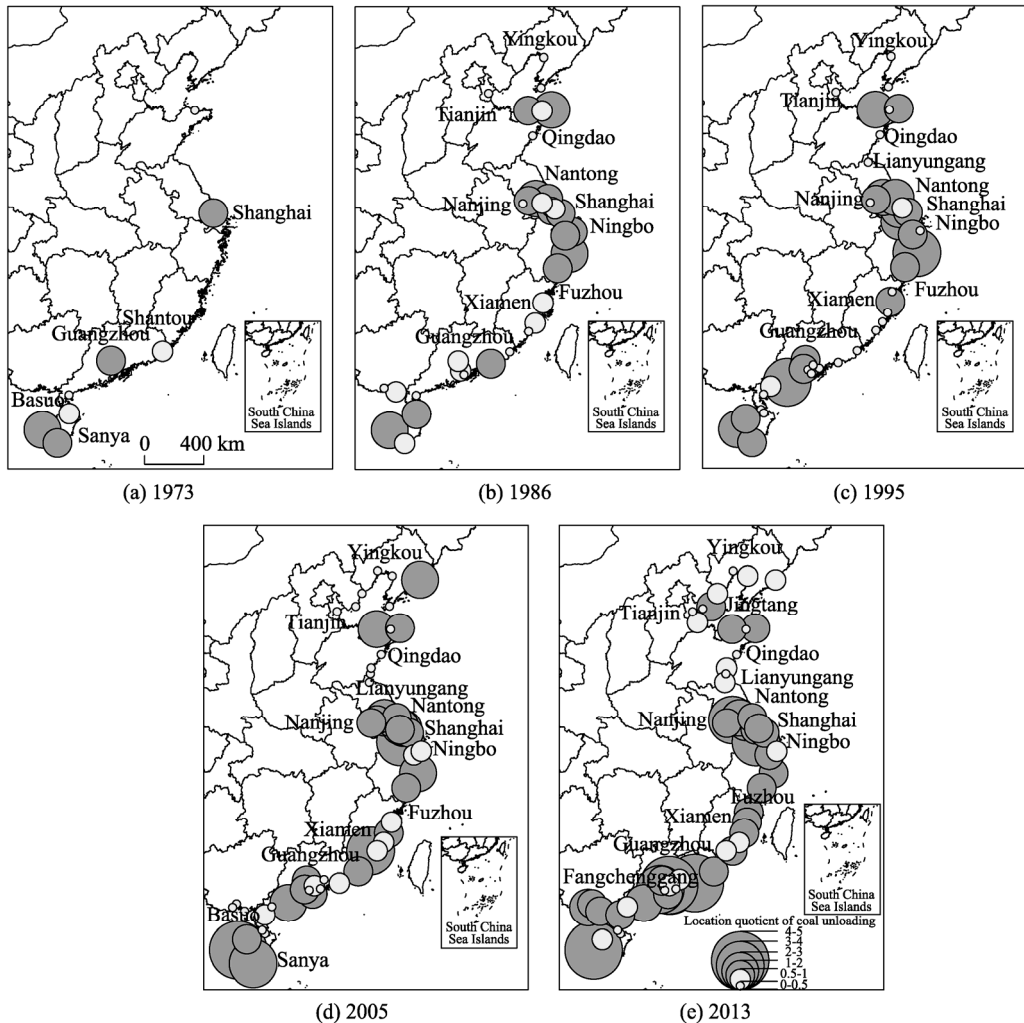 Shanghai
Shantou
Guangzhou
Basuo
Sanya
0 400 km
South China
Sea Islands
(a) 1973
Yingkou
Tianjin
Qingdao
Nantong
Nanjing
Shanghai
Ningbo
Fuzhou
Xiamen
Guangzhou
South China
Sea Islands
(b) 1986
Yingkou
Tianjin
Qingdao
Lianyungang
Nantong
Nanjing
Shanghai
Ningbo
Fuzhou
Xiamen
Guangzhou
South China
Sea Islands
(c) 1995
Yingkou
Tianjin
Qingdao
Lianyungang
Nantong
Nanjing
Shanghai
Ningbo
Fuzhou
Xiamen
Guangzhou
Basuo
Sanya
South China
Sea Islands
(d) 2005
Yingkou
Jingtang
Tianjin
Qingdao
Lianyungang
Nantong
Nanjing
Shanghai
Ningbo
Fuzhou
Xiamen
Guangzhou
Fangchenggang
South China
Sea Islands
Location quotient of coal unloading
4-5
3-4
2-3
1-2
0.5-1
0-0.5
(e) 2013